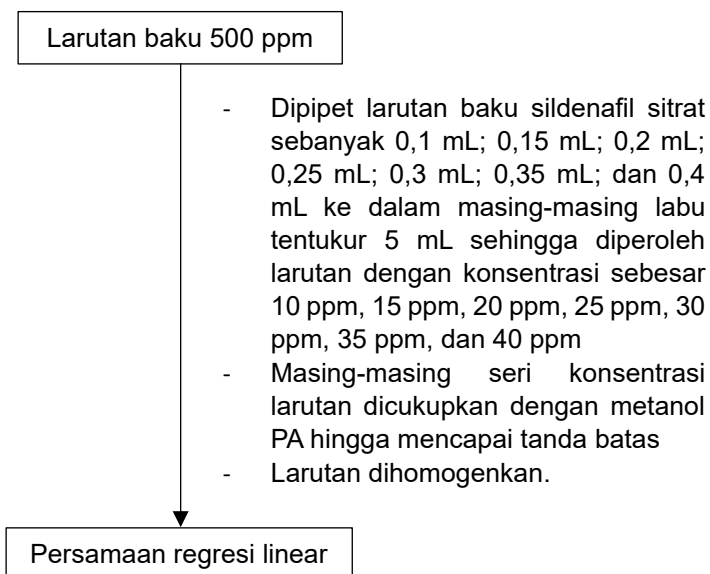 Larutan baku 500 ppm
- Dipipet larutan baku sildenafil sitrat
sebanyak 0,1 mL; 0,15 mL; 0,2 mL;
0,25 mL; 0,3 mL; 0,35 mL; dan 0,4
mL ke dalam masing-masing labu
tentukur 5 mL sehingga diperoleh
larutan dengan konsentrasi sebesar
10 ppm, 15 ppm, 20 ppm, 25 ppm, 30
ppm, 35 ppm, dan 40 ppm
- Masing-masing seri konsentrasi
larutan dicukupkan dengan metanol
PA hingga mencapai tanda batas
- Larutan dihomogenkan.
Persamaan regresi linear